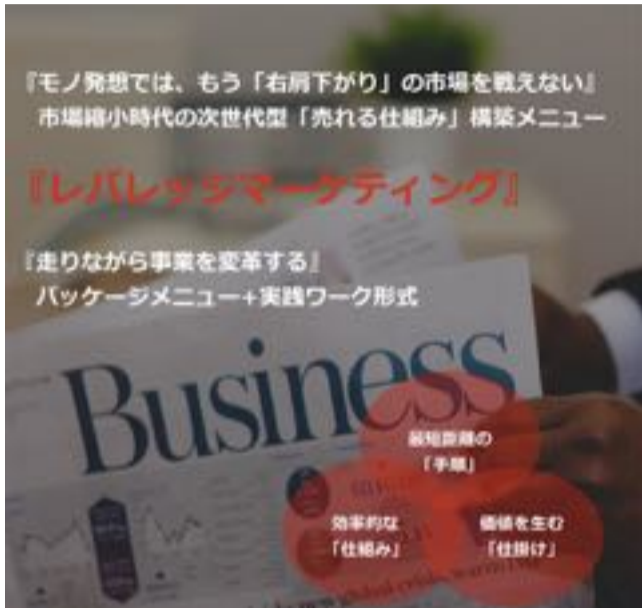 『モノ発想では、もう「右肩下がり」の市場を戦えない』
市場縮小時代の次世代型「売れる仕組み」構築メニュー
『レバレッジマーケティング』
『走りながら事業を変革する』
パッケージメニュー+実践ワーク形式
Business
最短距離の
「手順」
効率的な
「仕組み」
価値を生む
「仕掛け」